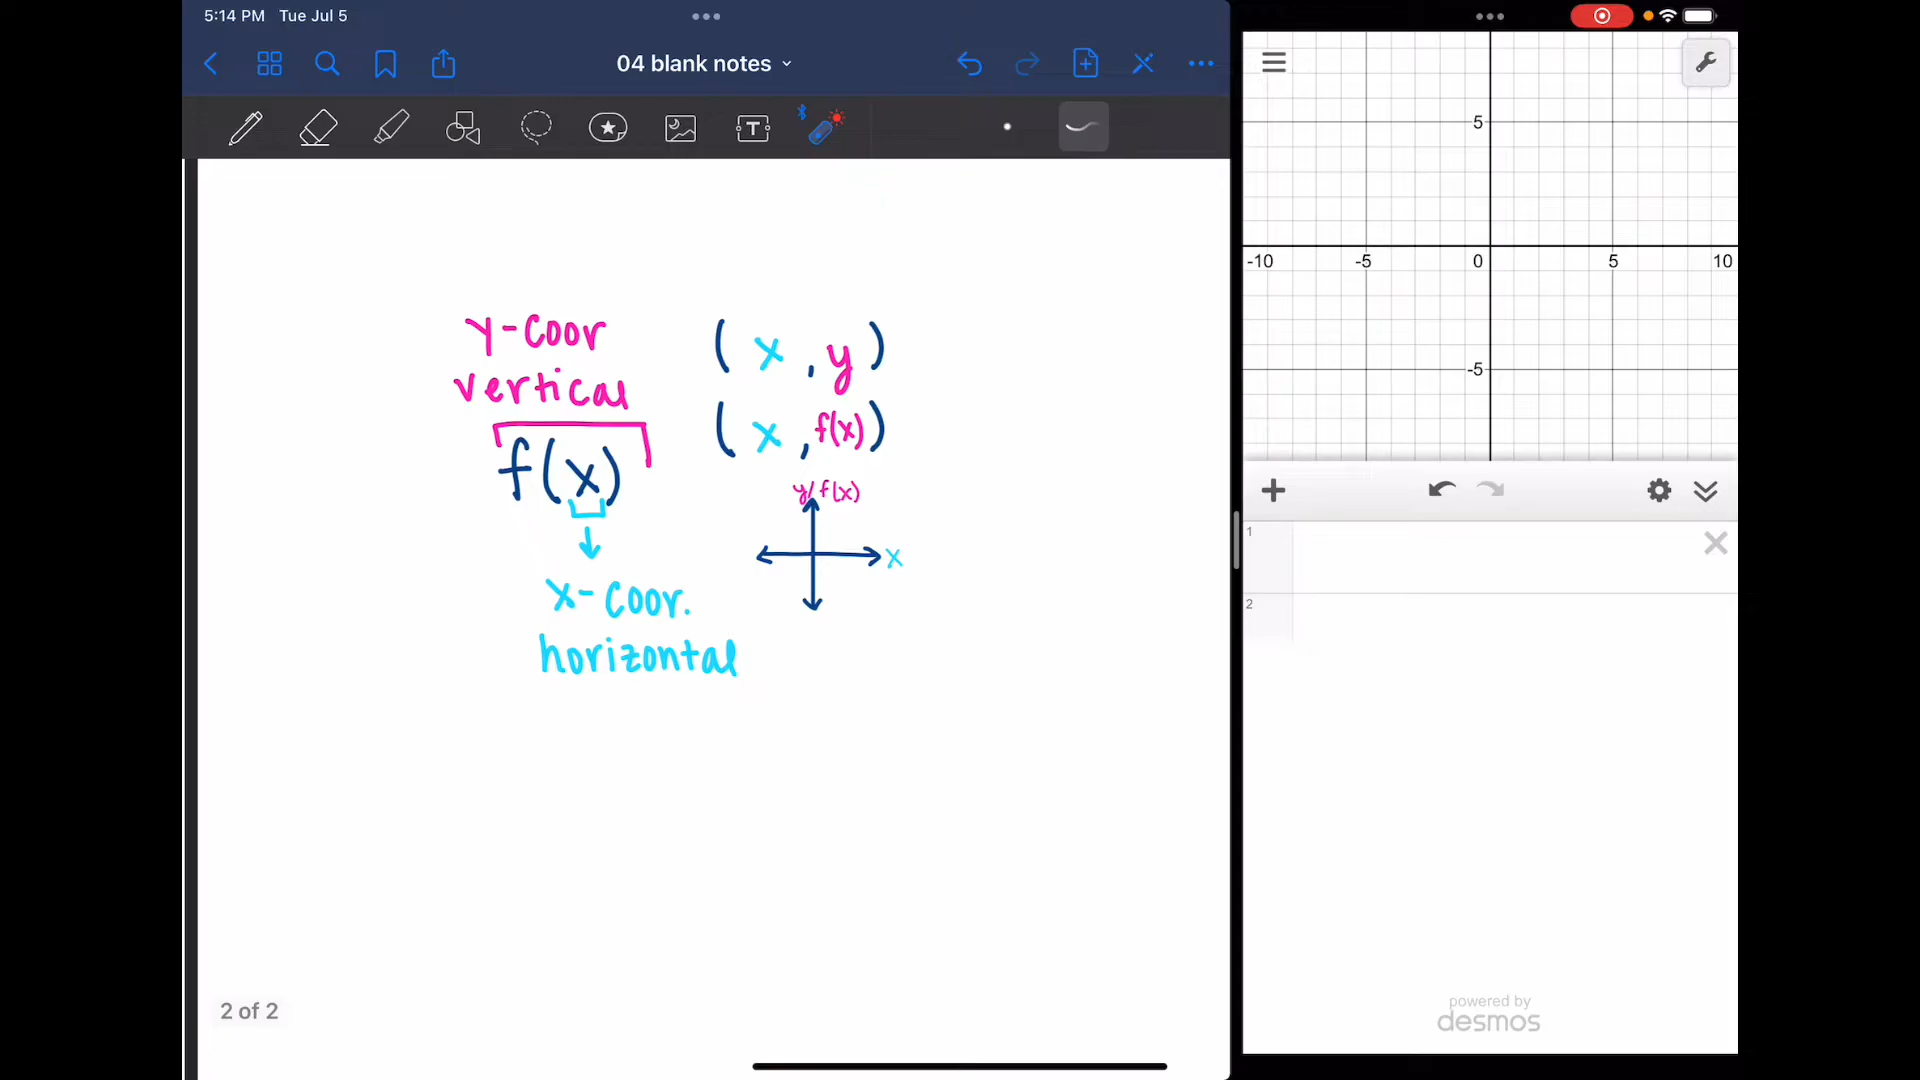 5:14 PM Tue Jul 5
04 blank notes
T
y-coor
vertical
f(x)
x-coor.
horizontal
(x, y)
(x, f(x))
y/f(x)
x
2 of 2
5
-10 -5 0 5 10
-5
1
2
powered by
desmos